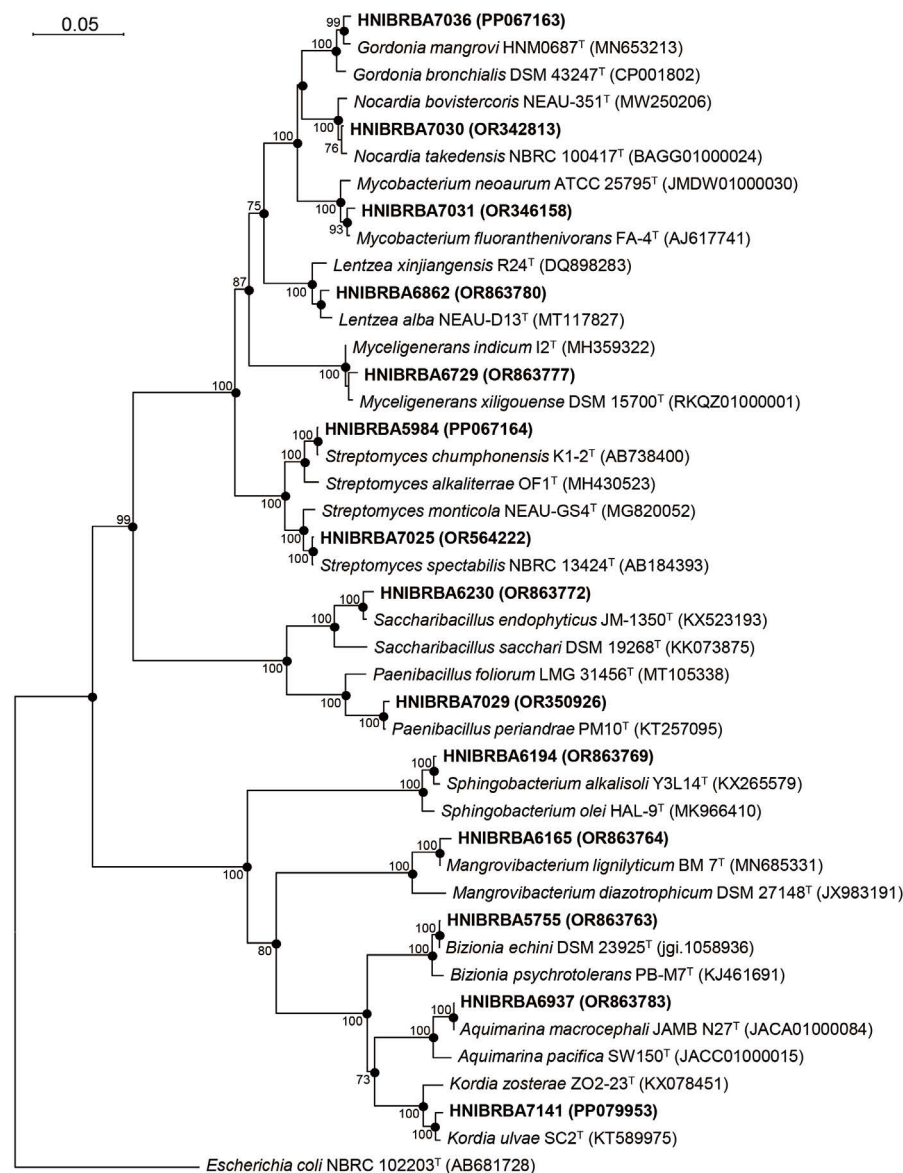 0.05
99
HNIBRBA7036 (PP067163)
100
Gordonia mangrovi HNM0687ᵀ (MN653213)
Gordonia bronchialis DSM 43247ᵀ (CP001802)
Nocardia bovistercoris NEAU-351ᵀ (MW250206)
100
HNIBRBA7030 (OR342813)
100
76
Nocardia takedensis NBRC 100417ᵀ (BAGG01000024)
Mycobacterium neoaurum ATCC 25795ᵀ (JMDW01000030)
100
75
HNIBRBA7031 (OR346158)
93
Mycobacterium fluoranthenivorans FA-4ᵀ (AJ617741)
Lentzea xinjiangensis R24ᵀ (DQ898283)
87
100
HNIBRBA6862 (OR863780)
Lentzea alba NEAU-D13ᵀ (MT117827)
Myceligenerans indicum I2ᵀ (MH359322)
100
HNIBRBA6729 (OR863777)
100
Myceligenerans xiligouense DSM 15700ᵀ (RKQZ01000001)
100
HNIBRBA5984 (PP067164)
100
Streptomyces chumphonensis K1-2ᵀ (AB738400)
Streptomyces alkaliterrae OF1ᵀ (MH430523)
100
Streptomyces monticola NEAU-GS4ᵀ (MG820052)
99
100
HNIBRBA7025 (OR564222)
100
Streptomyces spectabilis NBRC 13424ᵀ (AB184393)
100
HNIBRBA6230 (OR863772)
100
Saccharibacillus endophyticus JM-1350ᵀ (KX523193)
Saccharibacillus sacchari DSM 19268ᵀ (KK073875)
100
Paenibacillus foliorum LMG 31456ᵀ (MT105338)
100
HNIBRBA7029 (OR350926)
100
Paenibacillus periandrae PM10ᵀ (KT257095)
100
HNIBRBA6194 (OR863769)
100
Sphingobacterium alkalisoli Y3L14ᵀ (KX265579)
Sphingobacterium olei HAL-9ᵀ (MK966410)
100
HNIBRBA6165 (OR863764)
100
100
Mangrovibacterium lignilyticum BM 7ᵀ (MN685331)
Mangrovibacterium diazotrophicum DSM 27148ᵀ (JX983191)
100
HNIBRBA5755 (OR863763)
80
100
Bizionia echini DSM 23925ᵀ (jgi.1058936)
Bizionia psychrotolerans PB-M7ᵀ (KJ461691)
100
HNIBRBA6937 (OR863783)
100
100
Aquimarina macrocephali JAMB N27ᵀ (JACA01000084)
Aquimarina pacifica SW150ᵀ (JACC01000015)
73
Kordia zosterae ZO2-23ᵀ (KX078451)
100
HNIBRBA7141 (PP079953)
100
Kordia ulvae SC2ᵀ (KT589975)
Escherichia coli NBRC 102203ᵀ (AB681728)